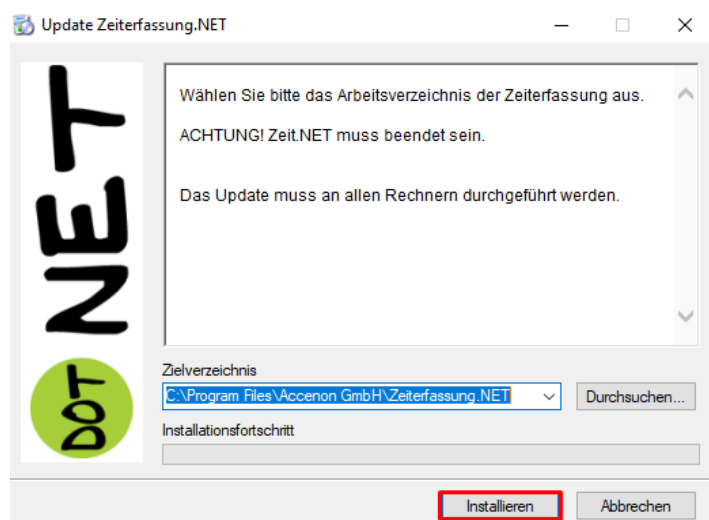 Update Zeiterfassung.NET
DOT NET
Wählen Sie bitte das Arbeitsverzeichnis der Zeiterfassung aus.
ACHTUNG! Zeit.NET muss beendet sein.
Das Update muss an allen Rechnern durchgeführt werden.
Zielverzeichnis
C:\Program Files\Accenon GmbH\Zeiterfassung.NET
Durchsuchen...
Installationsfortschritt
Installieren
Abbrechen